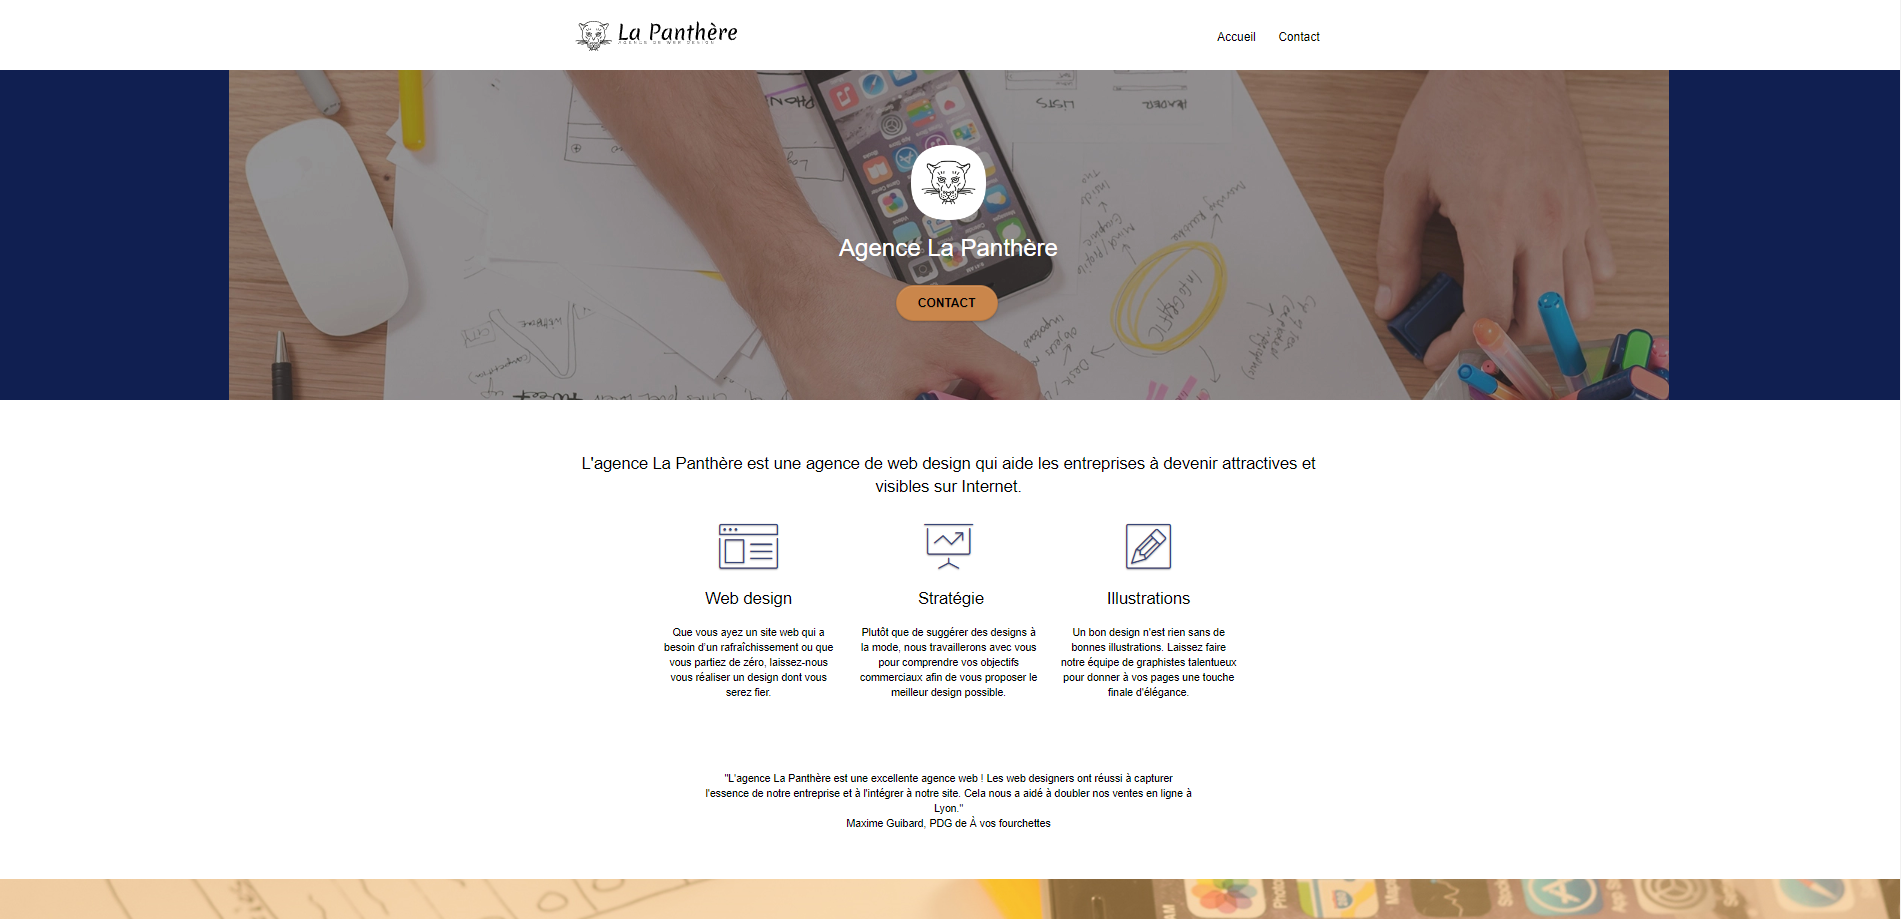 La Panthère
AGENCE DE WEB DESIGN
Accueil
Contact
PHON
LISTS
HEADER
Agence La Panthère
CONTACT
INFOGRAFTIC
L'agence La Panthère est une agence de web design qui aide les entreprises à devenir attractives et
visibles sur Internet.
Web design
Stratégie
Illustrations
Que vous ayez un site web qui a
besoin d'un rafraîchissement ou que
vous partiez de zéro, laissez-nous
vous réaliser un design dont vous
serez fier.
Plutôt que de suggérer des designs à
la mode, nous travaillerons avec vous
pour comprendre vos objectifs
commerciaux afin de vous proposer le
meilleur design possible.
Un bon design n'est rien sans de
bonnes illustrations. Laissez faire
notre équipe de graphistes talentueux
pour donner à vos pages une touche
finale d'élégance.
"L'agence La Panthère est une excellente agence web ! Les web designers ont réussi à capturer
l'essence de notre entreprise et à l'intégrer à notre site. Cela nous a aidé à doubler nos ventes en ligne à
Lyon."
Maxime Guibard, PDG de À vos fourchettes